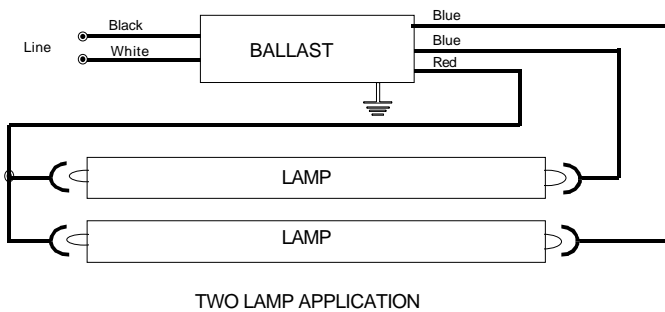 Blue
Black
Line
BALLAST
Blue
White
Red
LAMP
LAMP
TWO LAMP APPLICATION